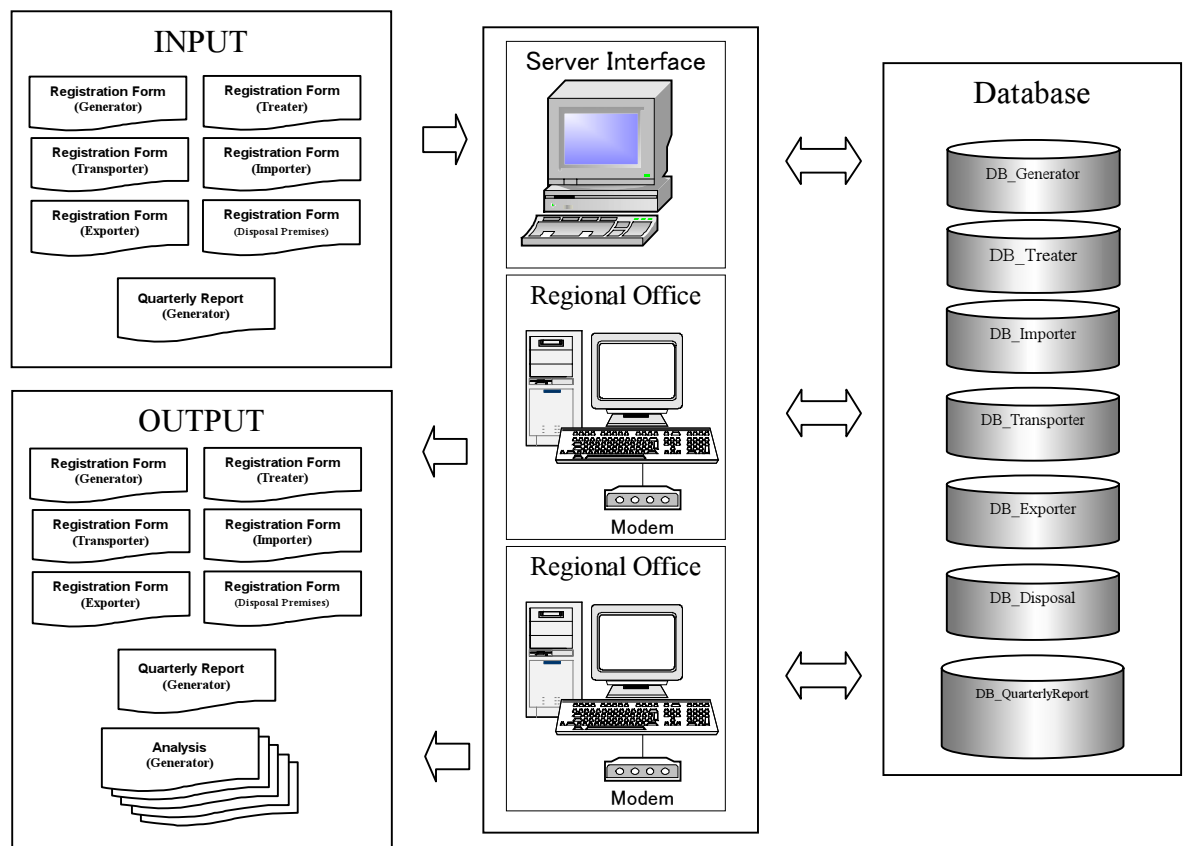 INPUT
Registration Form
(Generator)
Registration Form
(Treater)
Registration Form
(Transporter)
Registration Form
(Importer)
Registration Form
(Exporter)
Registration Form
(Disposal Premises)
Quarterly Report
(Generator)
OUTPUT
Registration Form
(Generator)
Registration Form
(Treater)
Registration Form
(Transporter)
Registration Form
(Importer)
Registration Form
(Exporter)
Registration Form
(Disposal Premises)
Quarterly Report
(Generator)
Analysis
(Generator)
Server Interface
Regional Office
Modem
Regional Office
Modem
Database
DB_Generator
DB_Treater
DB_Importer
DB_Transporter
DB_Exporter
DB_Disposal
DB_QuarterlyReport